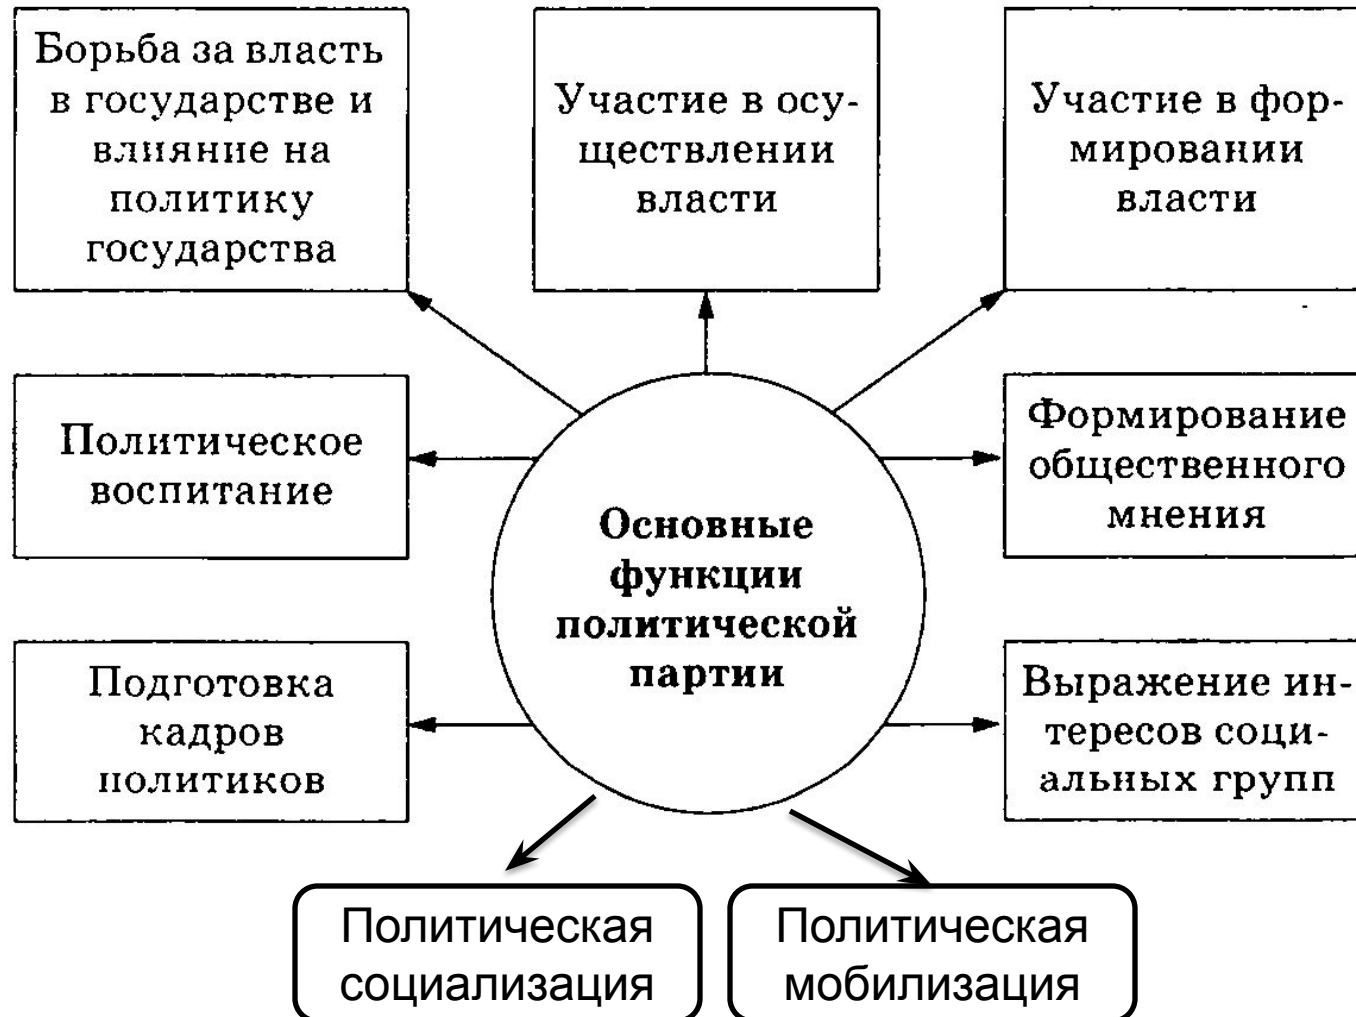 Борьба за власть
в государстве и
влияние на
политику
государства
Участие в осу-
ществлении
власти
Участие в фор-
мировании
власти
Политическое
воспитание
Основные
функции
политической
партии
Формирование
общественного
мнения
Подготовка
кадров
политиков
Выражение ин-
тересов соци-
альных групп
Политическая
социализация
Политическая
мобилизация